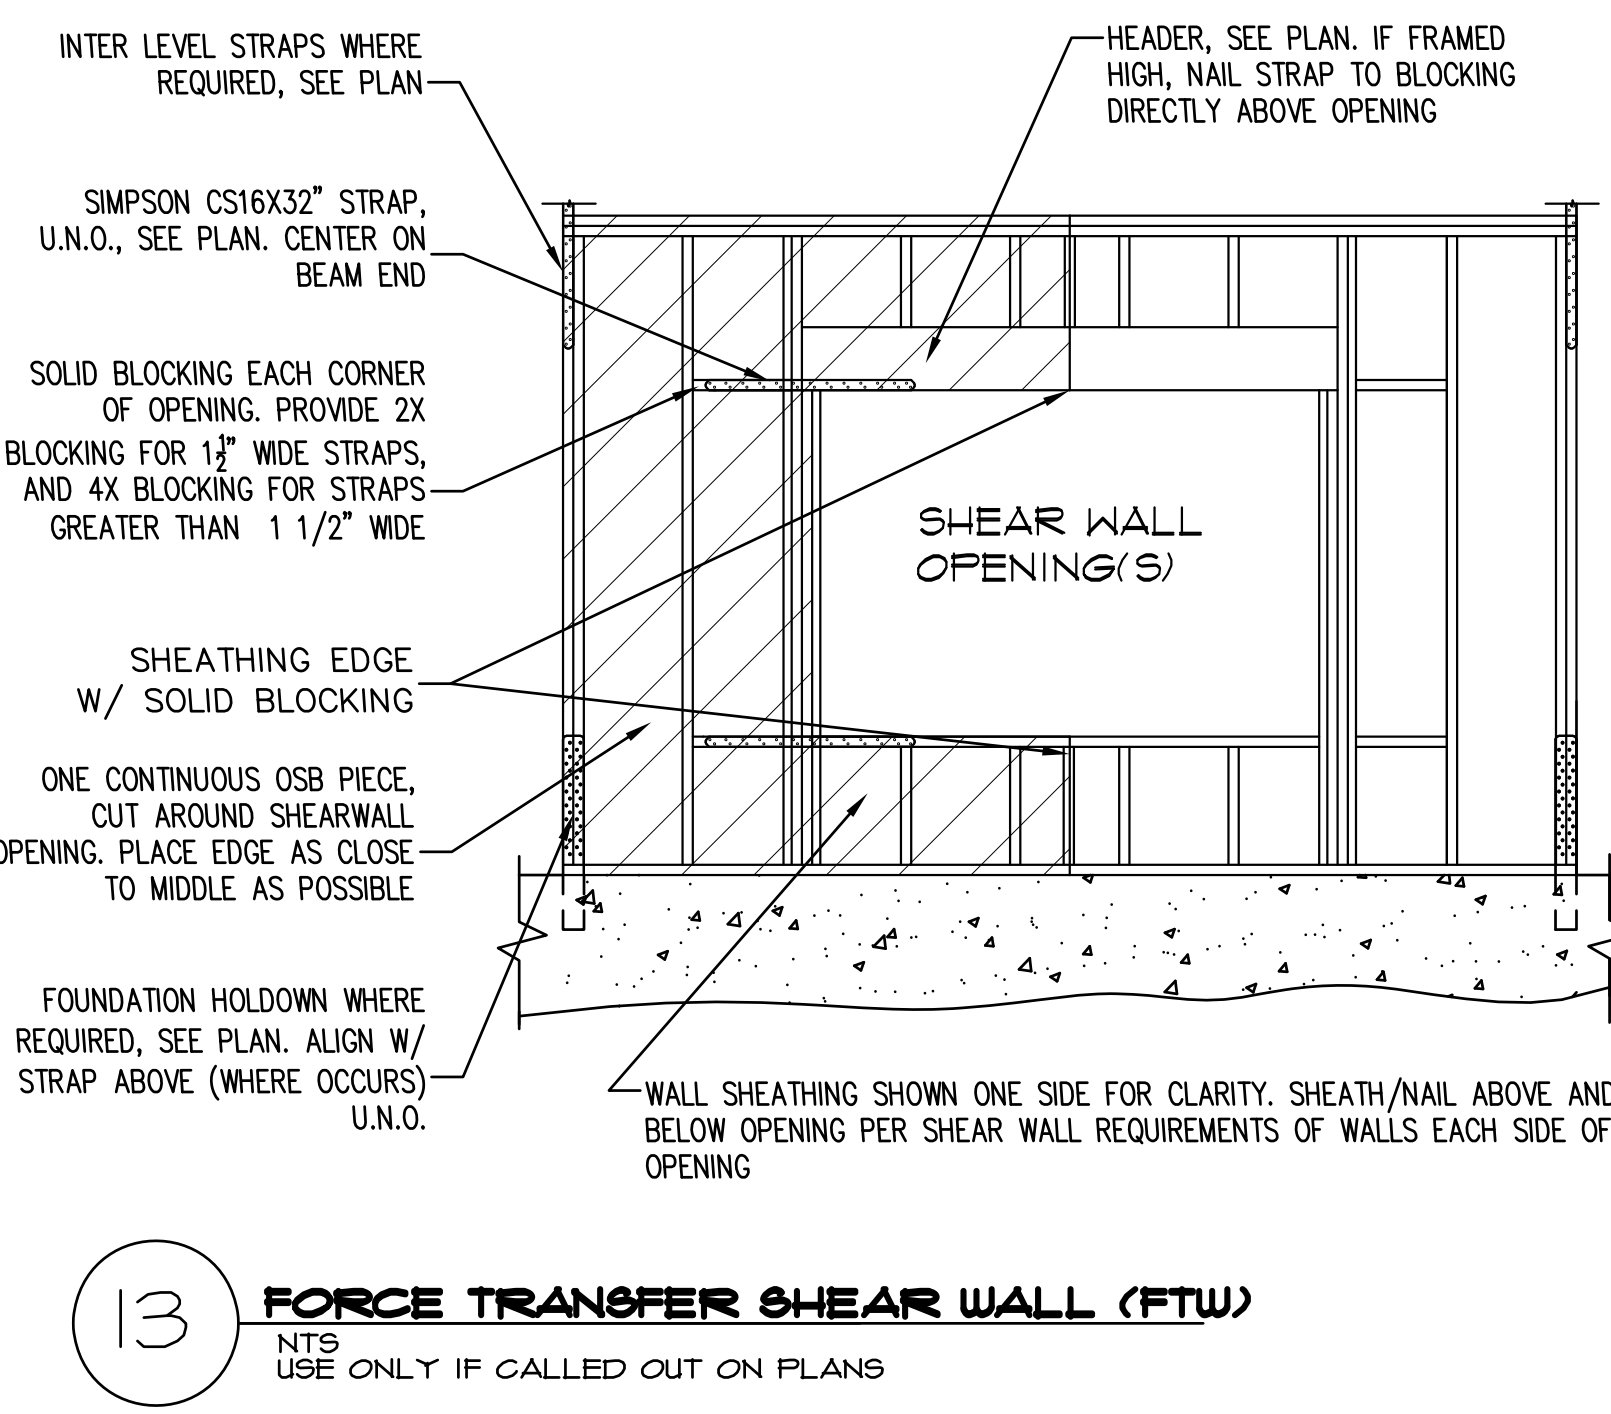 INTER LEVEL STRAPS WHERE
REQUIRED, SEE PLAN
HEADER, SEE PLAN. IF FRAMED
HIGH, NAIL STRAP TO BLOCKING
DIRECTLY ABOVE OPENING
SIMPSON CS16X32" STRAP,
U.N.O., SEE PLAN. CENTER ON
BEAM END
SOLID BLOCKING EACH CORNER
OF OPENING. PROVIDE 2X
BLOCKING FOR 1½" WIDE STRAPS,
AND 4X BLOCKING FOR STRAPS
GREATER THAN 1 1/2" WIDE
SHEAR WALL
OPENING(S)
SHEATHING EDGE
W/ SOLID BLOCKING
ONE CONTINUOUS OSB PIECE,
CUT AROUND SHEARWALL
OPENING. PLACE EDGE AS CLOSE
TO MIDDLE AS POSSIBLE
FOUNDATION HOLDOWN WHERE
REQUIRED, SEE PLAN. ALIGN W/
STRAP ABOVE (WHERE OCCURS)
U.N.O.
WALL SHEATHING SHOWN ONE SIDE FOR CLARITY. SHEATH/NAIL ABOVE AND
BELOW OPENING PER SHEAR WALL REQUIREMENTS OF WALLS EACH SIDE OF
OPENING
13
FORCE TRANSFER SHEAR WALL (FTW)
NTS
USE ONLY IF CALLED OUT ON PLANS